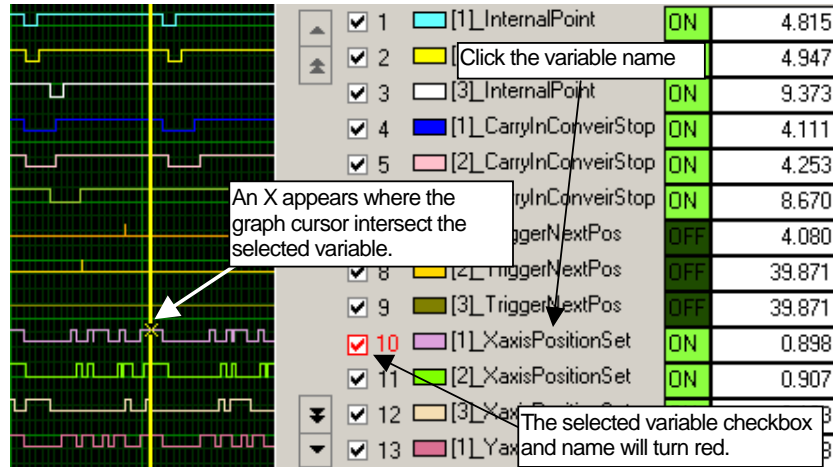 1 [1]_InternalPoint ON 4.815
2 [ 4.947
Click the variable name
3 [3]_InternalPoint ON 9.373
4 [1]_CarryInConveirStop ON 4.111
5 [2]_CarryInConveirStop ON 4.253
ryInConveirStop ON 8.670
An X appears where the
graph cursor intersect the
selected variable.
ggerNextPos OFF 4.080
8 [2]_TriggerNextPos OFF 39.871
9 [3]_TriggerNextPos OFF 39.871
10 [1]_XaxisPositionSet ON 0.898
11 [2]_XaxisPositionSet ON 0.907
12 [3]_Xaxi
The selected variable checkbox
and name will turn red.
13 [1]_Yax